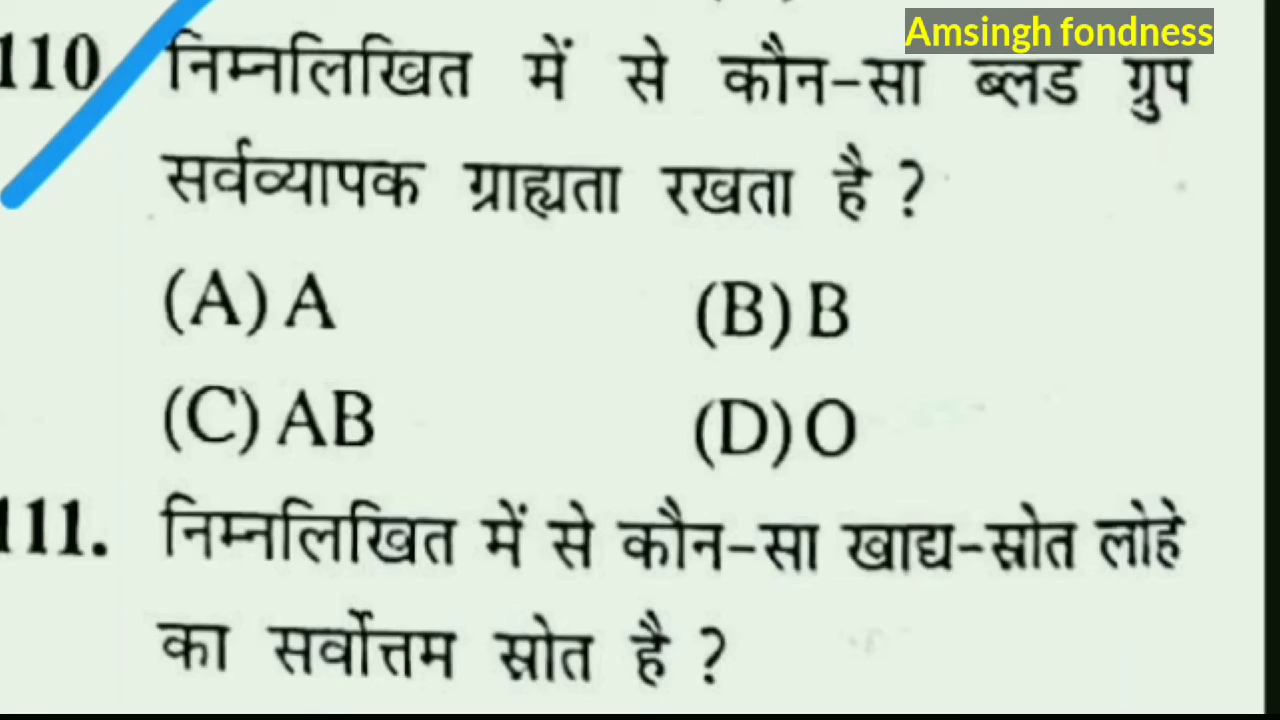 Amsingh fondness
110 निम्नलिखित में से कौन-सा ब्लड ग्रुप
सर्वव्यापक ग्राह्यता रखता है ?
(A) A (B) B
(C) AB (D) O
111. निम्नलिखित में से कौन-सा खाद्य-स्रोत लोहे
का सर्वोत्तम स्रोत है ?